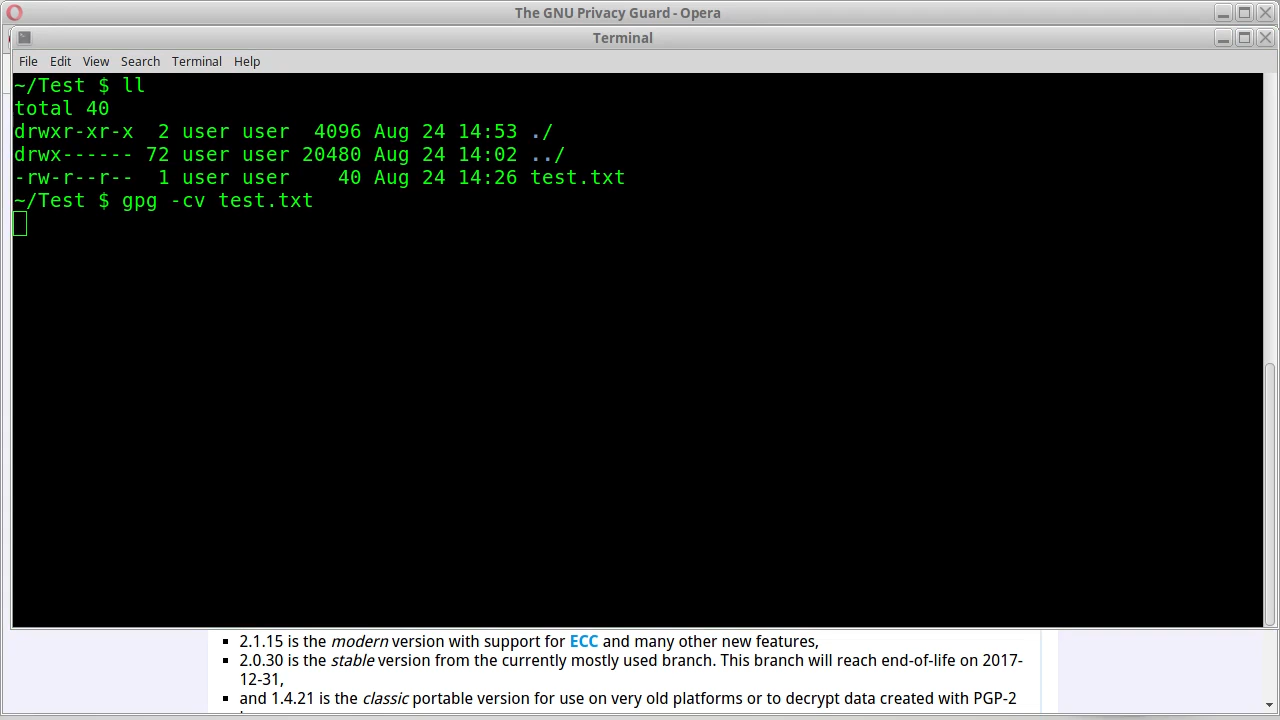 The GNU Privacy Guard - Opera
Terminal
File Edit View Search Terminal Help
~/Test $ ll
total 40
drwxr-xr-x  2 user user  4096 Aug 24 14:53 ./
drwx------ 72 user user 20480 Aug 24 14:02 ../
-rw-r--r--  1 user user    40 Aug 24 14:26 test.txt
~/Test $ gpg -cv test.txt
2.1.15 is the modern version with support for ECC and many other new features,
2.0.30 is the stable version from the currently mostly used branch. This branch will reach end-of-life on 2017-
12-31,
and 1.4.21 is the classic portable version for use on very old platforms or to decrypt data created with PGP-2